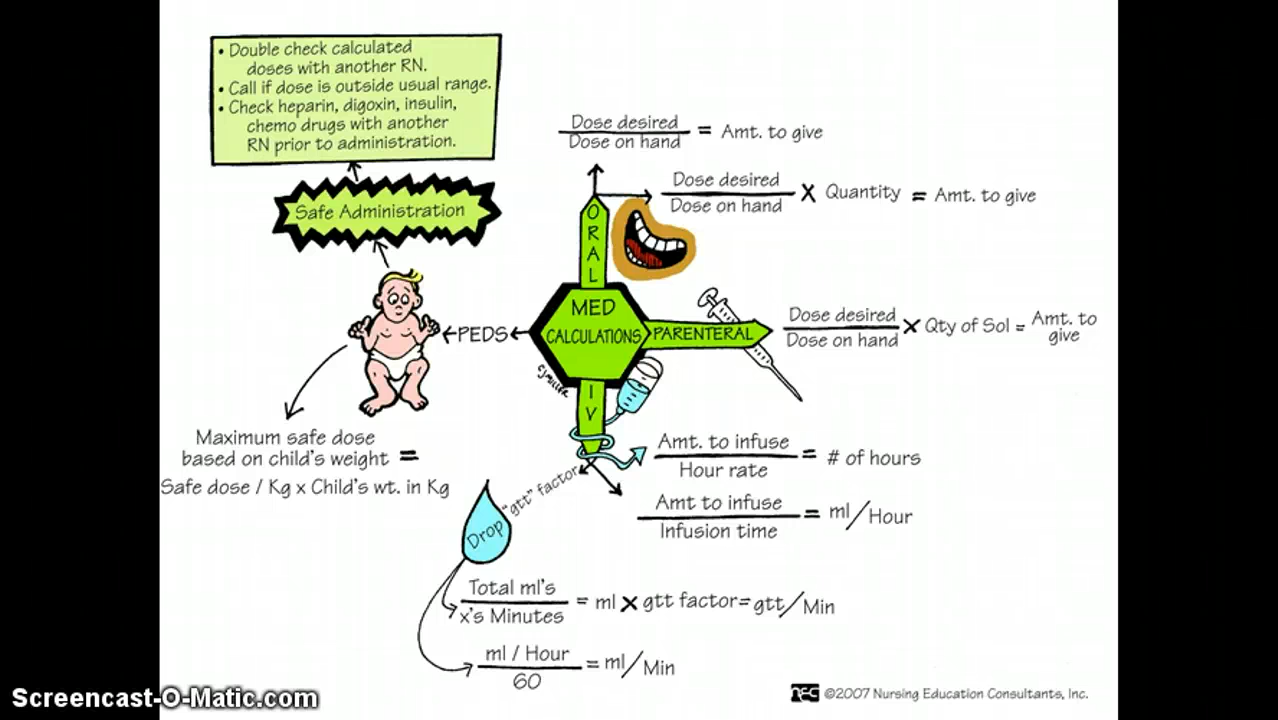 • Double check calculated
doses with another RN.
• Call if dose is outside usual range.
• Check heparin, digoxin, insulin,
chemo drugs with another
RN prior to administration.
Safe Administration
Dose desired
Dose on hand
= Amt. to give
Dose desired
Dose on hand
X Quantity = Amt. to give
ORAL
MED
CALCULATIONS
PARENTERAL
Dose desired
Dose on hand
X Qty of Sol = Amt. to
give
PEDS
IV
Maximum safe dose
based on child's weight =
Safe dose / Kg x Child's wt. in Kg
Amt. to infuse
Hour rate
= # of hours
Amt to infuse
Infusion time
= ml/Hour
"gtt" factor
Drop
Total ml's
x's Minutes
= ml X gtt factor = gtt/Min
ml / Hour
60
= ml/Min
Screencast-O-Matic.com
nec ©2007 Nursing Education Consultants, Inc.